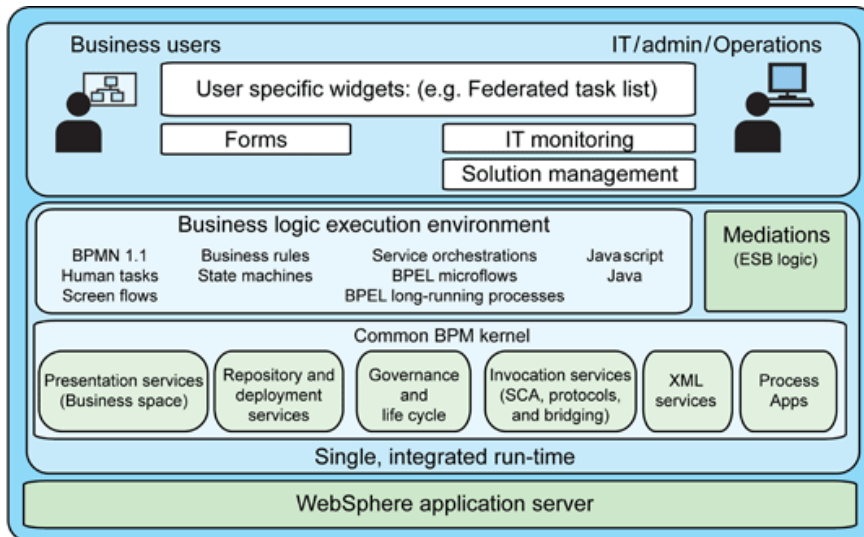 Business users
IT/admin/Operations
User specific widgets: (e.g. Federated task list)
Forms
IT monitoring
Solution management
Business logic execution environment
BPMN 1.1
Human tasks
Screen flows
Business rules
State machines
Service orchestrations
BPEL microflows
BPEL long-running processes
Javascript
Java
Mediations
(ESB logic)
Common BPM kernel
Presentation services
(Business space)
Repository and
deployment
services
Governance
and
life cycle
Invocation services
(SCA, protocols,
and bridging)
XML
services
Process
Apps
Single, integrated run-time
WebSphere application server